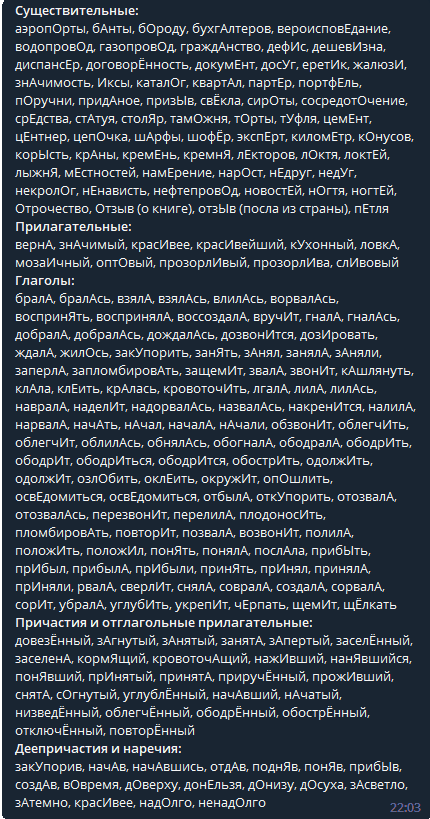 Существительные:
аэропОрты, бАнты, бОроду, бухгАлтеров, вероисповЕдание,
водопровОд, газопровОд, граждАнство, дефИс, дешевИзна,
диспансЕр, договорЁнность, докумЕнт, досУг, еретИк, жалюзИ,
знАчимость, Иксы, каталОг, квартАл, партЕр, портфЕль,
пОручни, придАное, призЫв, свЁкла, сирОты, сосредотОчение,
срЕдства, стАтуя, столЯр, тамОжня, тОрты, тУфля, цемЕнт,
цЕнтнер, цепОчка, шАрфы, шофЁр, экспЕрт, киломЕтр, кОнусов,
корЫсть, крАны, кремЕнь, кремнЯ, лЕкторов, лОктя, локтЕй,
лыжнЯ, мЕстностей, намЕрение, нарОст, нЕдруг, недУг,
некролОг, нЕнависть, нефтепровОд, новостЕй, нОгтя, ногтЕй,
Отрочество, Отзыв (о книге), отзЫв (посла из страны), пЕтля
Прилагательные:
вернА, знАчимый, красИвее, красИвейший, кУхонный, ловкА,
мозаИчный, оптОвый, прозорлИвый, прозорлИва, слИвовый
Глаголы:
бралА, бралАсь, взялА, взялАсь, влилАсь, ворвалАсь,
воспринЯть, воспринялА, воссоздалА, вручИт, гналА, гналАсь,
добралА, добралАсь, дождалАсь, дозвонИтся, дозИровать,
ждалА, жилОсь, закУпорить, занЯть, зАнял, занялА, зАняли,
заперлА, запломбировАть, защемИт, звалА, звонИт, кАшлянуть,
клАла, клЕить, крАлась, кровоточИть, лгалА, лилА, лилАсь,
навралА, наделИт, надорвалАсь, назвалАсь, накренИтся, налилА,
нарвалА, начАть, нАчал, началА, нАчали, обзвонИт, облегчИть,
облегчИт, облилАсь, обнялАсь, обогналА, ободралА, ободрИть,
ободрИт, ободрИться, ободрИтся, обострИть, одолжИть,
одолжИт, озлОбить, оклЕить, окружИт, опОшлить,
освЕдомиться, освЕдомиться, отбылА, откУпорить, отозвалА,
отозвалАсь, перезвонИт, перелилА, плодоносИть,
пломбировАть, повторИт, позвалА, возвонИт, полилА,
положИть, положИл, понЯть, понялА, послАла, прибЫть,
прИбыл, прибылА, прИбыли, принЯть, прИнял, принялА,
прИняли, рвалА, сверлИт, снялА, совралА, создалА, сорвалА,
сорИт, убралА, углубИть, укрепИт, чЕрпать, щемИт, щЁлкать
Причастия и отглагольные прилагательные:
довезЁнный, зАгнутый, зАнятый, занятА, зАпертый, заселЁнный,
заселенА, кормЯщий, кровоточАщий, нажИвший, нанЯвшийся,
понЯвший, прИнятый, принятА, приручЁнный, прожИвший,
снятА, сОгнутый, углублЁнный, начАвший, нАчатый,
низведЁнный, облегчЁнный, ободрЁнный, обострЁнный,
отключЁнный, повторЁнный
Деепричастия и наречия:
закУпорив, начАв, начАвшись, отдАв, поднЯв, понЯв, прибЫв,
создАв, вОвремя, дОверху, донЕльзя, дОнизу, дОсуха, зАсветло,
зАтемно, красИвее, надОлго, ненадОлго
22:03